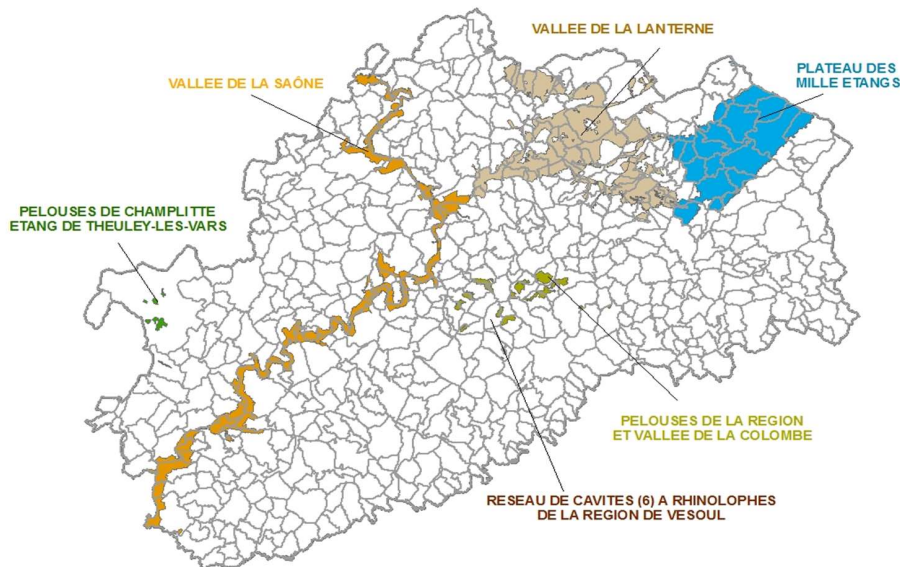 VALLEE DE LA LANTERNE
VALLEE DE LA SAÔNE
PLATEAU DES
MILLE ETANGS
PELOUSES DE CHAMPLITTE
ETANG DE THEULEY-LES-VARS
PELOUSES DE LA REGION
ET VALLEE DE LA COLOMBE
RESEAU DE CAVITES (6) A RHINOLOPHES
DE LA REGION DE VESOUL